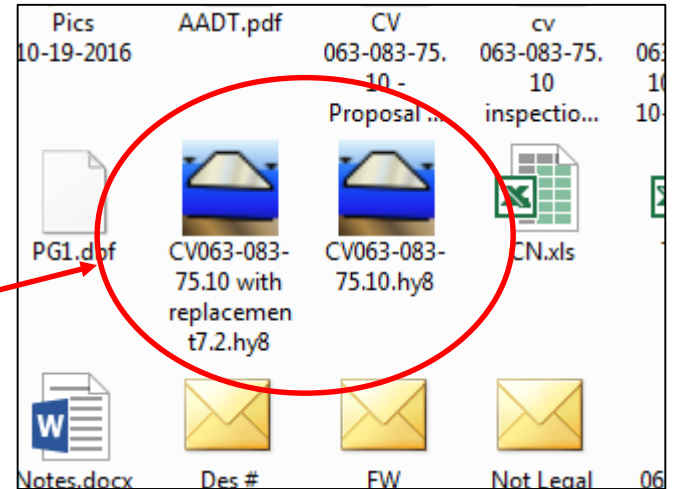 Pics
10-19-2016
AADT.pdf
CV
063-083-75.
10 -
Proposal ...
cv
063-083-75.
10
inspectio...
PG1.dbf
CV063-083-
75.10 with
replacemen
t7.2.hy8
CV063-083-
75.10.hy8
CN.xls
W
Notes.docx
Des #
FW
Not Legal